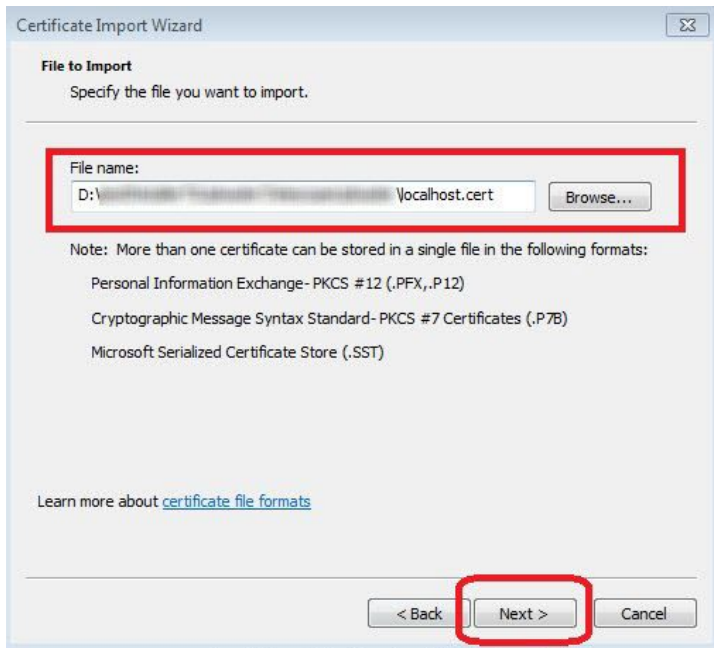 Certificate Import Wizard
File to Import
Specify the file you want to import.
File name:
D:\ \localhost.cert
Browse...
Note: More than one certificate can be stored in a single file in the following formats:
Personal Information Exchange- PKCS #12 (.PFX,.P12)
Cryptographic Message Syntax Standard- PKCS #7 Certificates (.P7B)
Microsoft Serialized Certificate Store (.SST)
Learn more about certificate file formats
< Back Next > Cancel